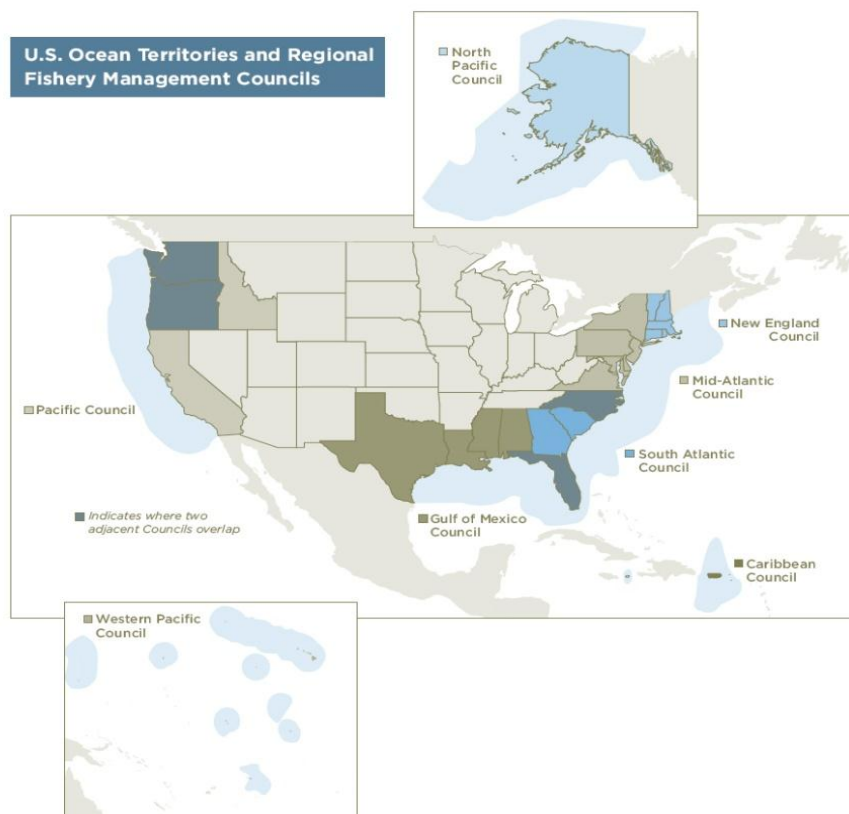 U.S. Ocean Territories and Regional
Fishery Management Councils
North
Pacific
Council
New England
Council
Mid-Atlantic
Council
Pacific Council
South Atlantic
Council
Indicates where two
adjacent Councils overlap
Gulf of Mexico
Council
Caribbean
Council
Western Pacific
Council